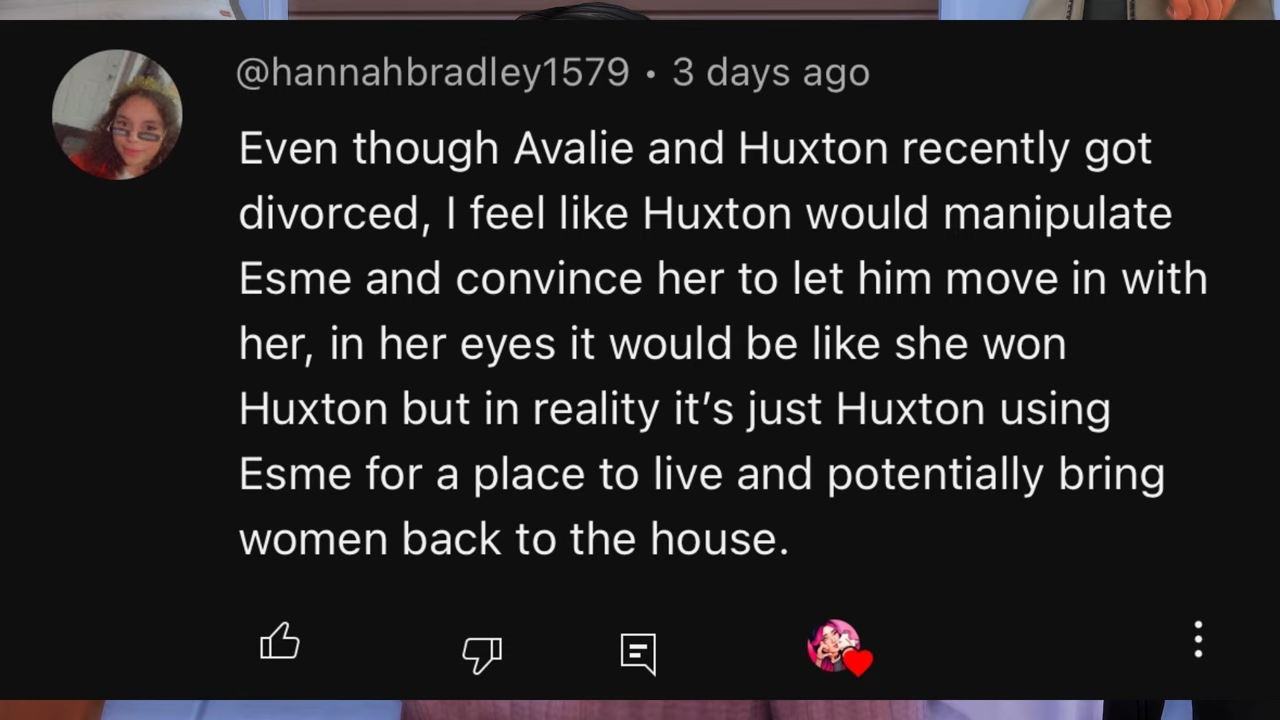 @hannahbradley1579 • 3 days ago
Even though Avalie and Huxton recently got
divorced, I feel like Huxton would manipulate
Esme and convince her to let him move in with
her, in her eyes it would be like she won
Huxton but in reality it’s just Huxton using
Esme for a place to live and potentially bring
women back to the house.